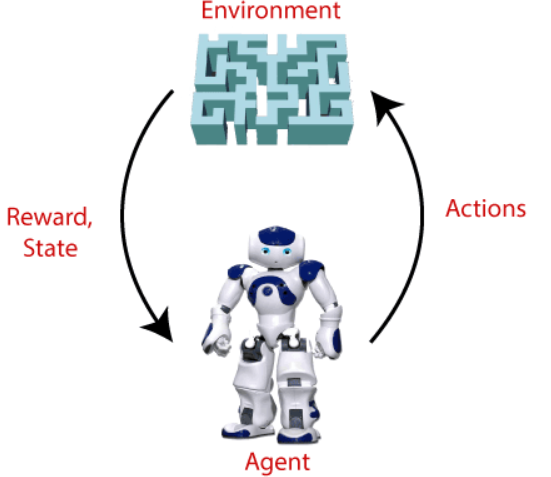 Environment
Reward,
State
Actions
Agent